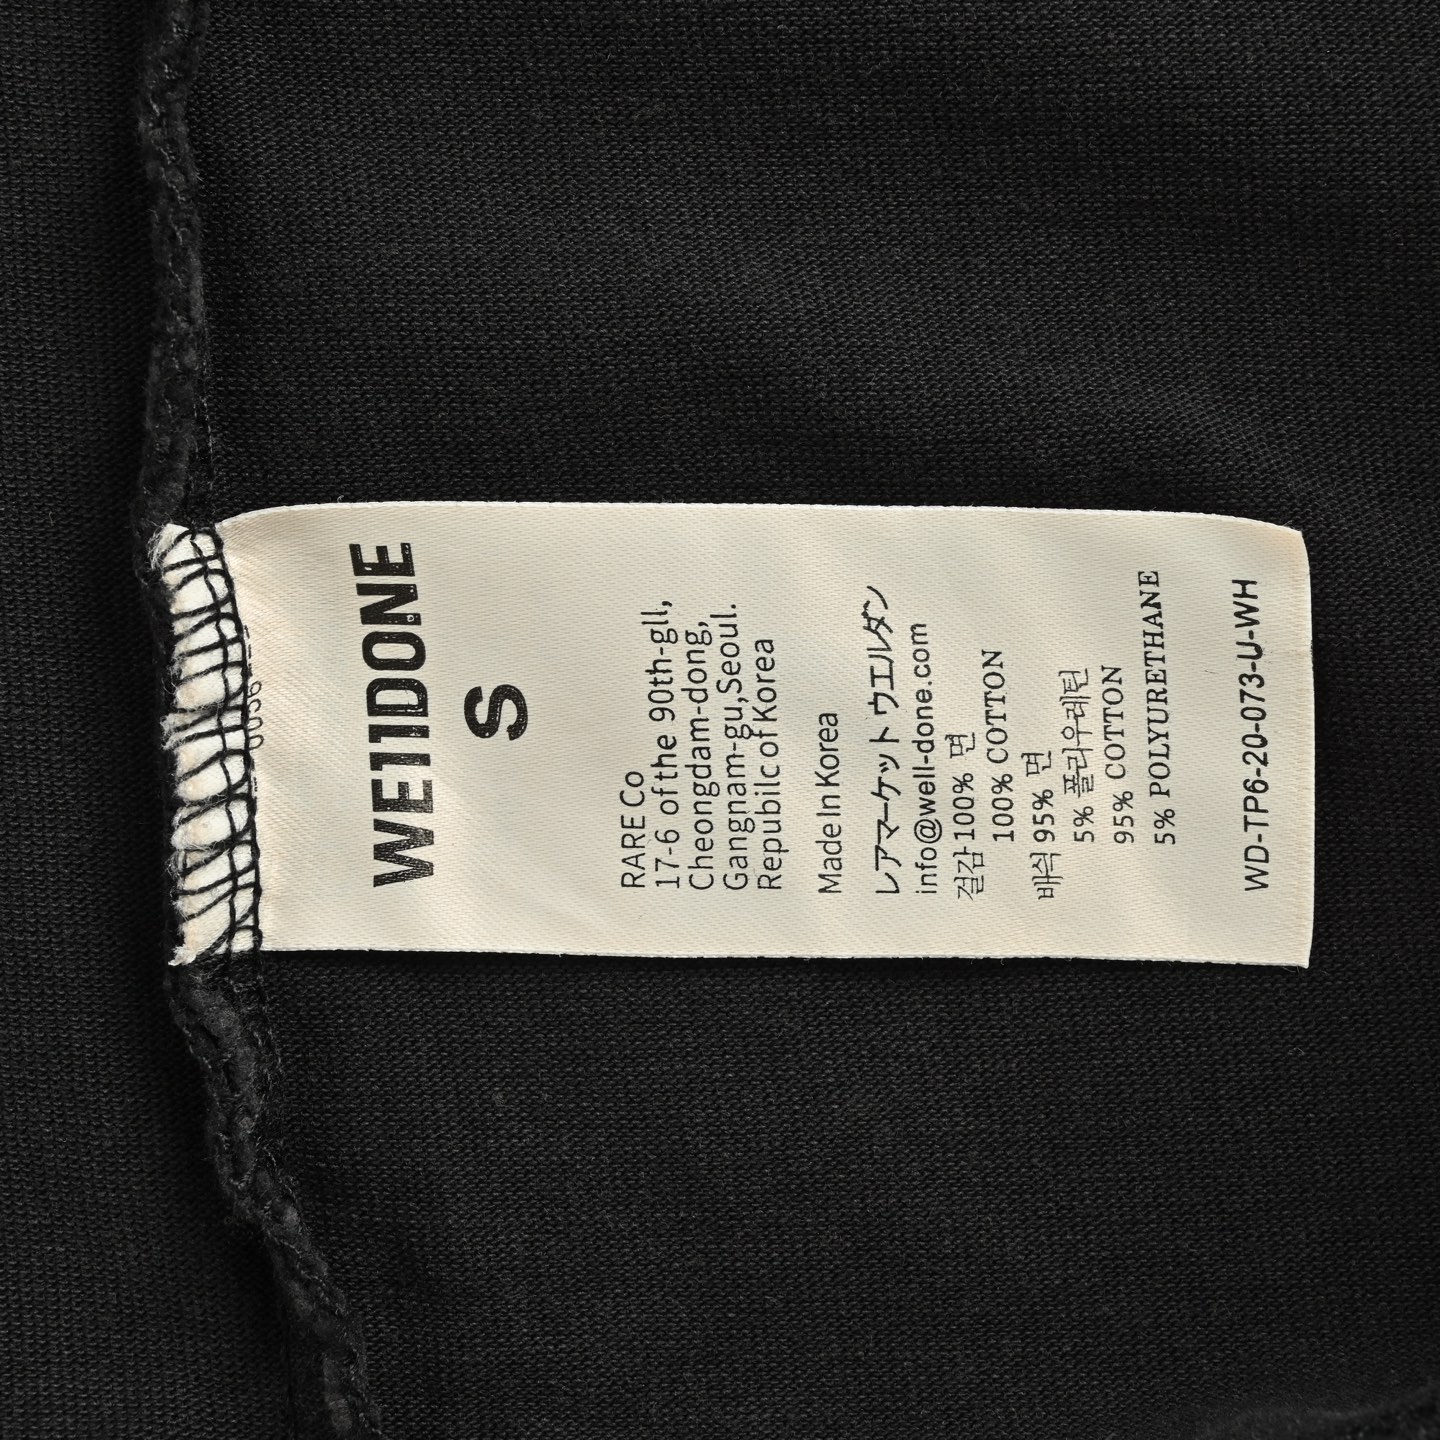 WE11DONE
S
RARE Co
17-6 of the 90th-gll,
Cheongdam-dong,
Gangnam-gu,Seoul.
Republic of Korea
Made In Korea
レアマーケット ウエルダン
info@well-done.com
걸감 100% 면
100% COTTON
배식 95% 면
5% 폴리우레탄
95% COTTON
5% POLYURETHANE
WD-TP6-20-073-U-WH